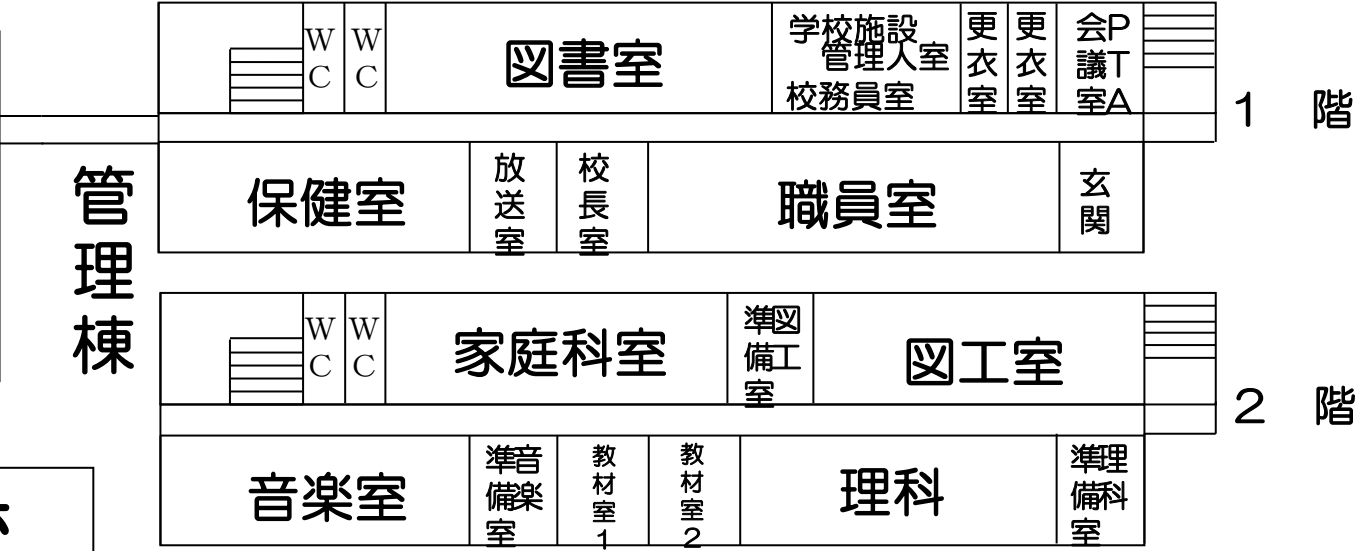 WC
WC
図書室
学校施設
管理人室
校務員室
更衣室
更衣室
PTA
会議室
1 階
保健室
放送室
校長室
職員室
玄関
管理棟
WC
WC
家庭科室
図工
準備室
図工室
2 階
音楽室
音楽
準備室
教材室1
教材室2
理科
理科
準備室